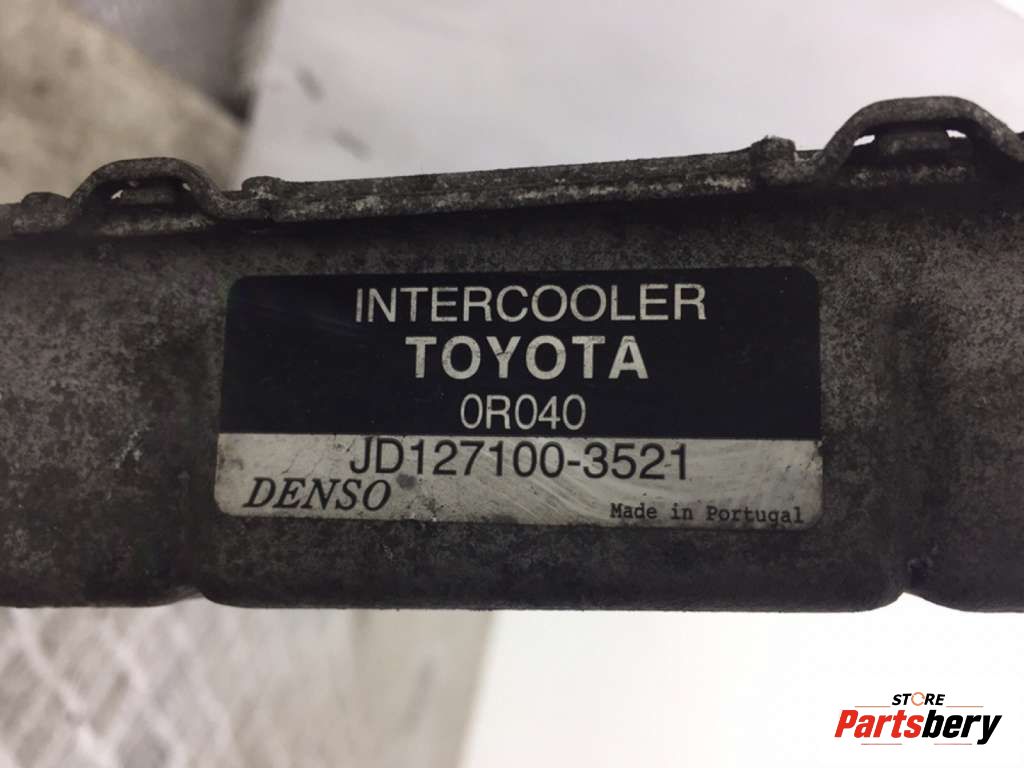 INTERCOOLER
TOYOTA
0R040
JD127100-3521
DENSO
Made in Portugal
STORE
Partsbery